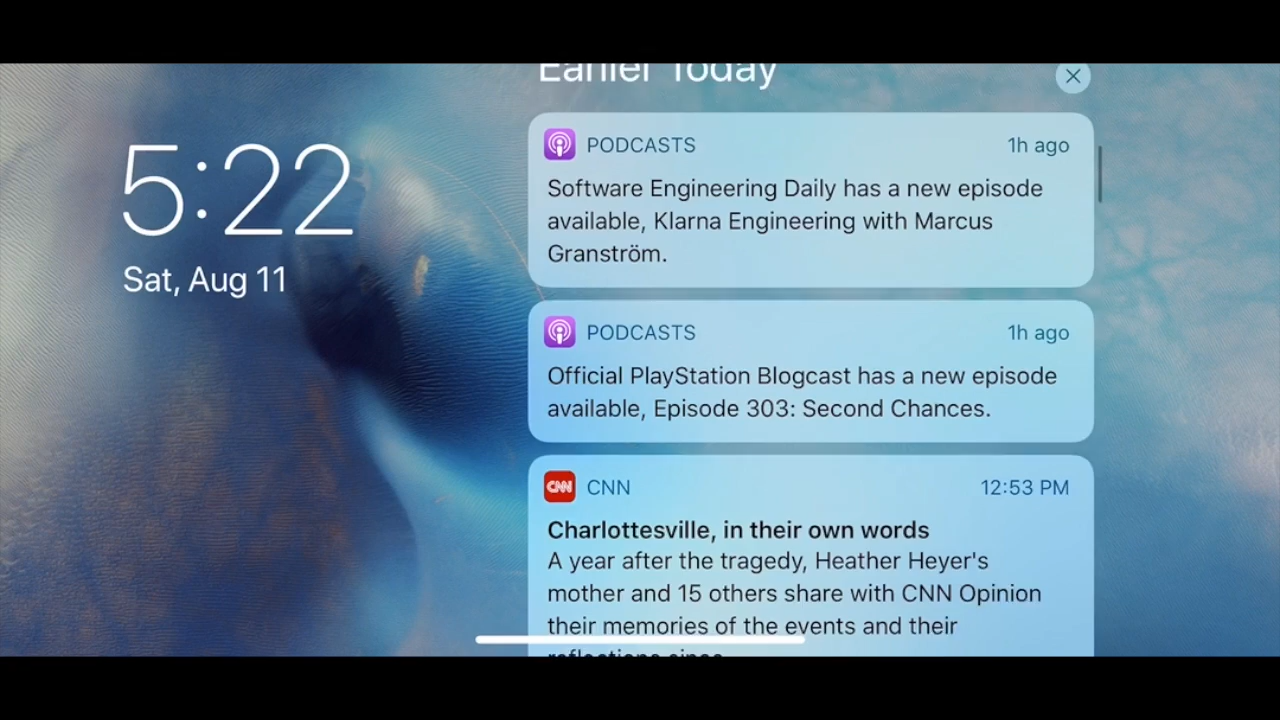 Earlier Today
5:22
Sat, Aug 11
PODCASTS 1h ago
Software Engineering Daily has a new episode
available, Klarna Engineering with Marcus
Granström.
PODCASTS 1h ago
Official PlayStation Blogcast has a new episode
available, Episode 303: Second Chances.
CNN CNN 12:53 PM
Charlottesville, in their own words
A year after the tragedy, Heather Heyer's
mother and 15 others share with CNN Opinion
their memories of the events and their
reflections since